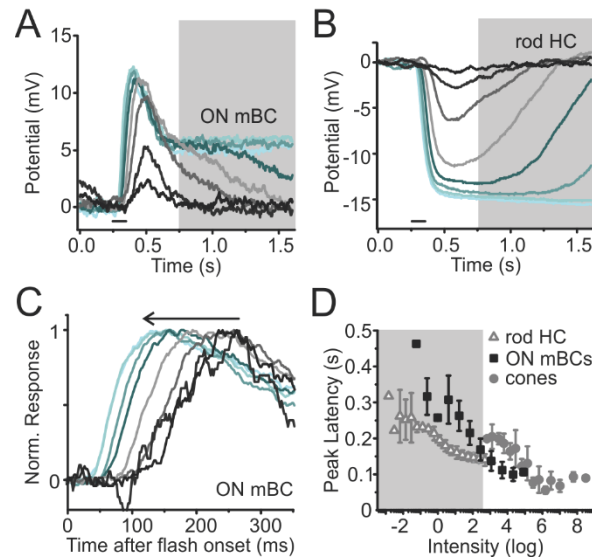 A
15
10
5
0
Potential (mV)
ON mBC
0.0 0.5 1.0 1.5
Time (s)
B
0
-5
-10
-15
Potential (mV)
rod HC
0.0 0.5 1.0 1.5
Time (s)
C
1
0
Norm. Response
ON mBC
0 100 200 300
Time after flash onset (ms)
D
0.5
0.4
0.3
0.2
0.1
0
Peak Latency (s)
rod HC
ON mBCs
cones
-2 0 2 4 6 8
Intensity (log)